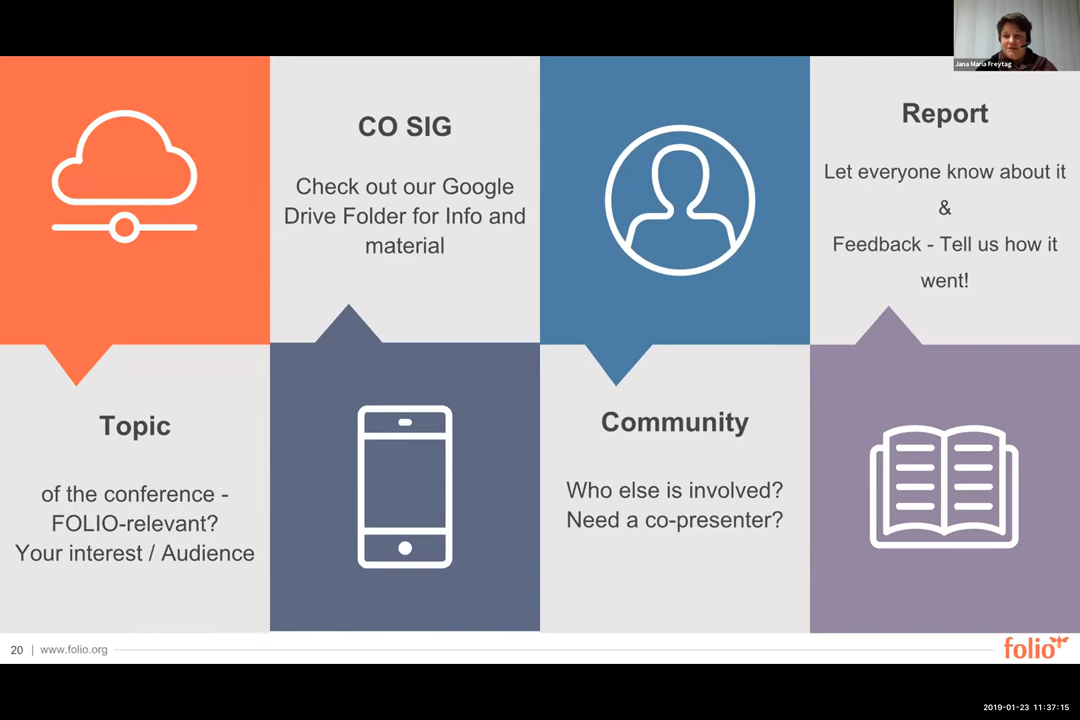 Jana Maria Freytag
CO SIG
Check out our Google
Drive Folder for Info and
material
Report
Let everyone know about it
&
Feedback - Tell us how it
went!
Topic
of the conference -
FOLIO-relevant?
Your interest / Audience
Community
Who else is involved?
Need a co-presenter?
20 | www.folio.org
folio
2019-01-23 11:37:15